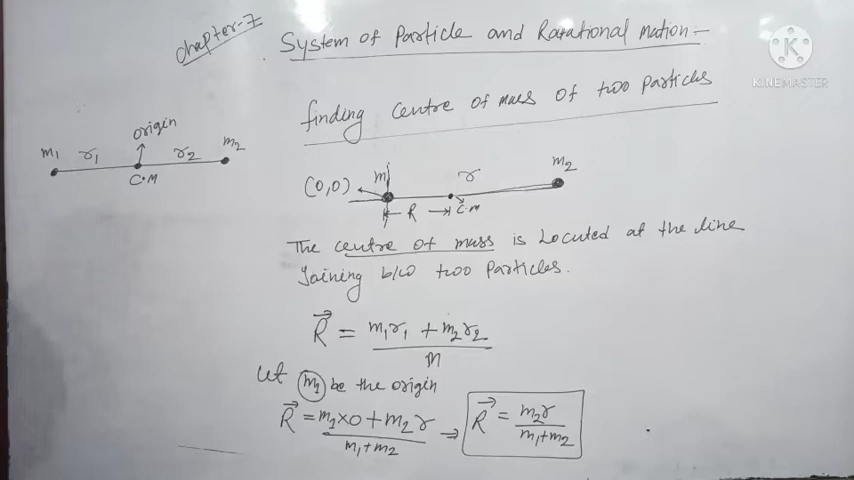 chapter-7
System of Particle and Rotational Motion:-
KINEMASTER
finding Centre of mass of two particles
origin
m₁ r₁ r₂ m₂
C.M
(0,0) m₁ r m₂
R C.M
The centre of mass is Located at the line
Joining b/w two Particles.
R⃗ = (m₁r₁ + m₂r₂)/M
Let m₁ be the origin
R⃗ = (m₁×0 + m₂r)/(m₁+m₂) ⇒ R⃗ = m₂r/(m₁+m₂)